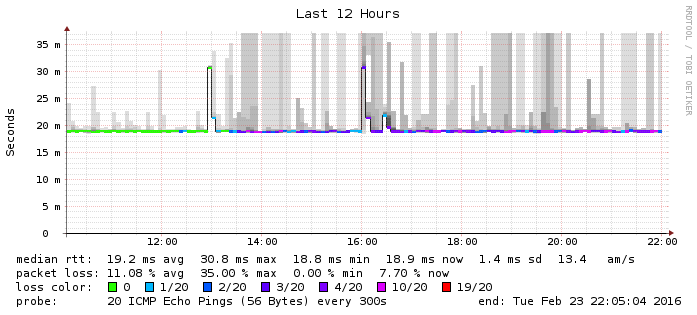 Last 12 Hours
RRDTOOL / TOBI OETIKER
Seconds
35 m
30 m
25 m
20 m
15 m
10 m
5 m
0
12:00 14:00 16:00 18:00 20:00 22:00
median rtt: 19.2 ms avg 30.8 ms max 18.8 ms min 18.9 ms now 1.4 ms sd 13.4 am/s
packet loss: 11.08 % avg 35.00 % max 0.00 % min 7.70 % now
loss color: 0 1/20 2/20 3/20 4/20 10/20 19/20
probe: 20 ICMP Echo Pings (56 Bytes) every 300s end: Tue Feb 23 22:05:04 2016